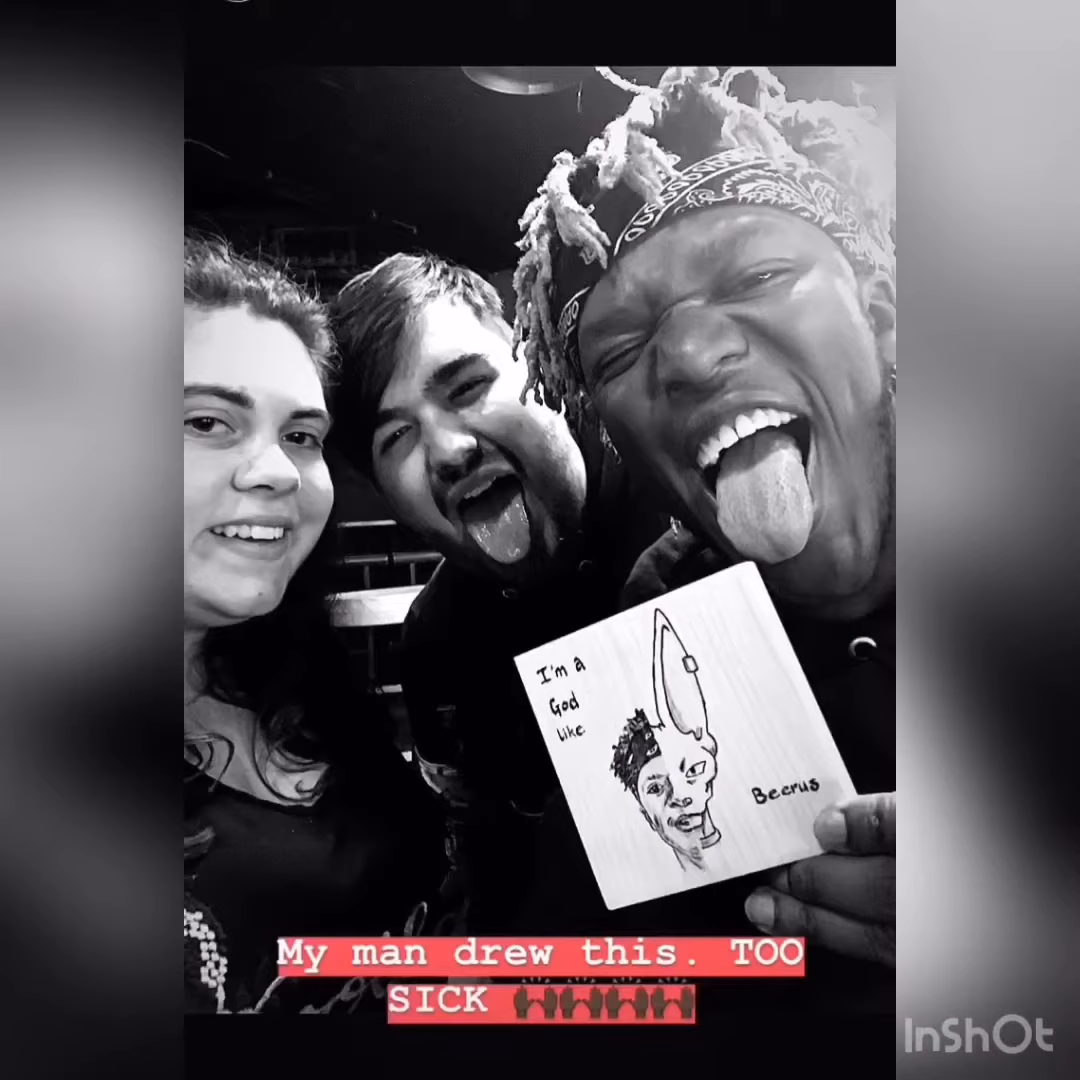 I'm a
God
Like
Beerus
My man drew this. TOO
SICK 🙌🏿🙌🏿🙌🏿🙌🏿
InShOt